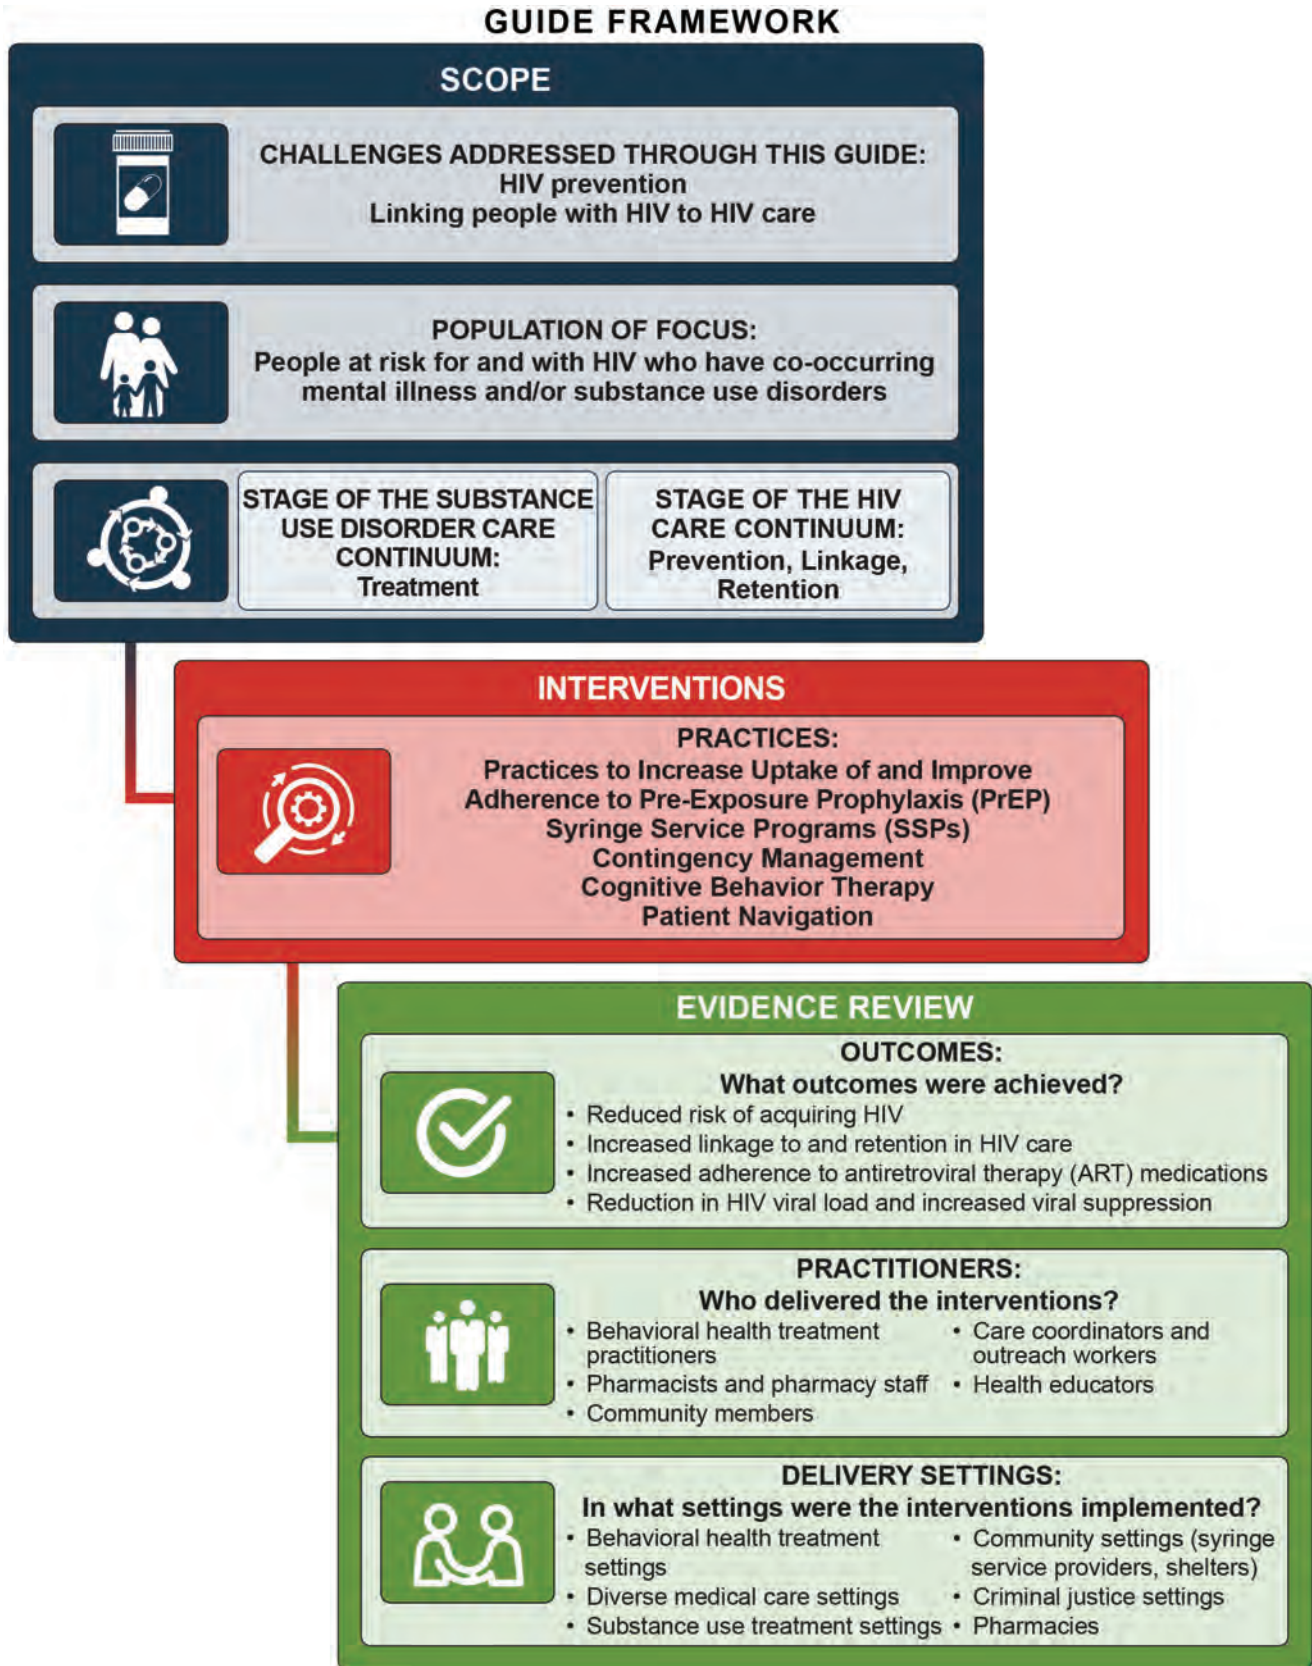 GUIDE FRAMEWORK
SCOPE
CHALLENGES ADDRESSED THROUGH THIS GUIDE:
HIV prevention
Linking people with HIV to HIV care
POPULATION OF FOCUS:
People at risk for and with HIV who have co-occurring
mental illness and/or substance use disorders
STAGE OF THE SUBSTANCE
USE DISORDER CARE
CONTINUUM:
Treatment
STAGE OF THE HIV
CARE CONTINUUM:
Prevention, Linkage,
Retention
INTERVENTIONS
PRACTICES:
Practices to Increase Uptake of and Improve
Adherence to Pre-Exposure Prophylaxis (PrEP)
Syringe Service Programs (SSPs)
Contingency Management
Cognitive Behavior Therapy
Patient Navigation
EVIDENCE REVIEW
OUTCOMES:
What outcomes were achieved?
• Reduced risk of acquiring HIV
• Increased linkage to and retention in HIV care
• Increased adherence to antiretroviral therapy (ART) medications
• Reduction in HIV viral load and increased viral suppression
PRACTITIONERS:
Who delivered the interventions?
• Behavioral health treatment
practitioners
• Pharmacists and pharmacy staff
• Community members
• Care coordinators and
outreach workers
• Health educators
DELIVERY SETTINGS:
In what settings were the interventions implemented?
• Behavioral health treatment
settings
• Diverse medical care settings
• Substance use treatment settings
• Community settings (syringe
service providers, shelters)
• Criminal justice settings
• Pharmacies